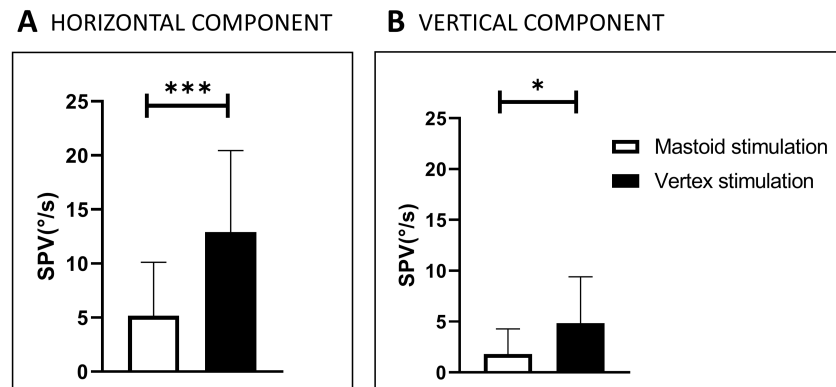 A HORIZONTAL COMPONENT
***
25
20
15
10
5
0
SPV(°/s)
B VERTICAL COMPONENT
*
25
20
15
10
5
0
SPV(°/s)
Mastoid stimulation
Vertex stimulation